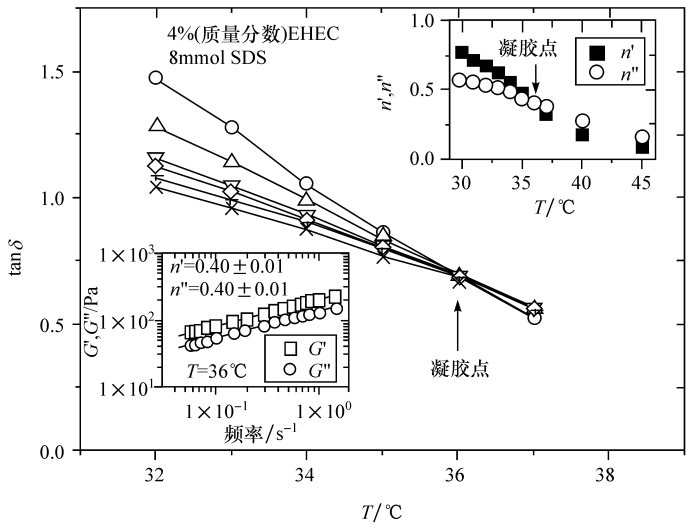 4%(质量分数)EHEC
8mmol SDS
1.5
1.0
0.5
0.0
tanδ
32
34
36
38
T/℃
凝胶点
1.0
0.5
0.0
n',n''
凝胶点
n'
n''
30
35
40
45
T/℃
1×10³
1×10²
1×10¹
G',G''/Pa
n'=0.40±0.01
n''=0.40±0.01
T=36℃
G'
G''
1×10⁻¹
1×10⁰
频率/s⁻¹